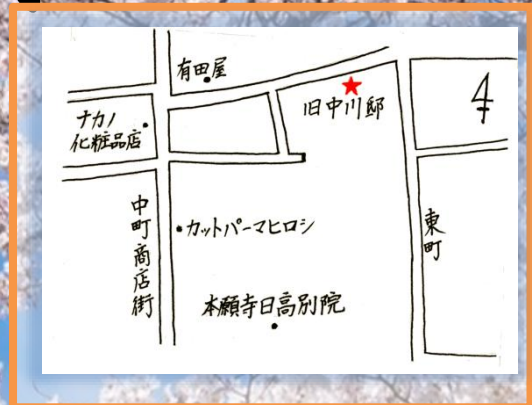 有田屋
旧中川邸
ナカノ
化粧品店
中町商店街
カットパーマヒロシ
東町
本願寺日高別院